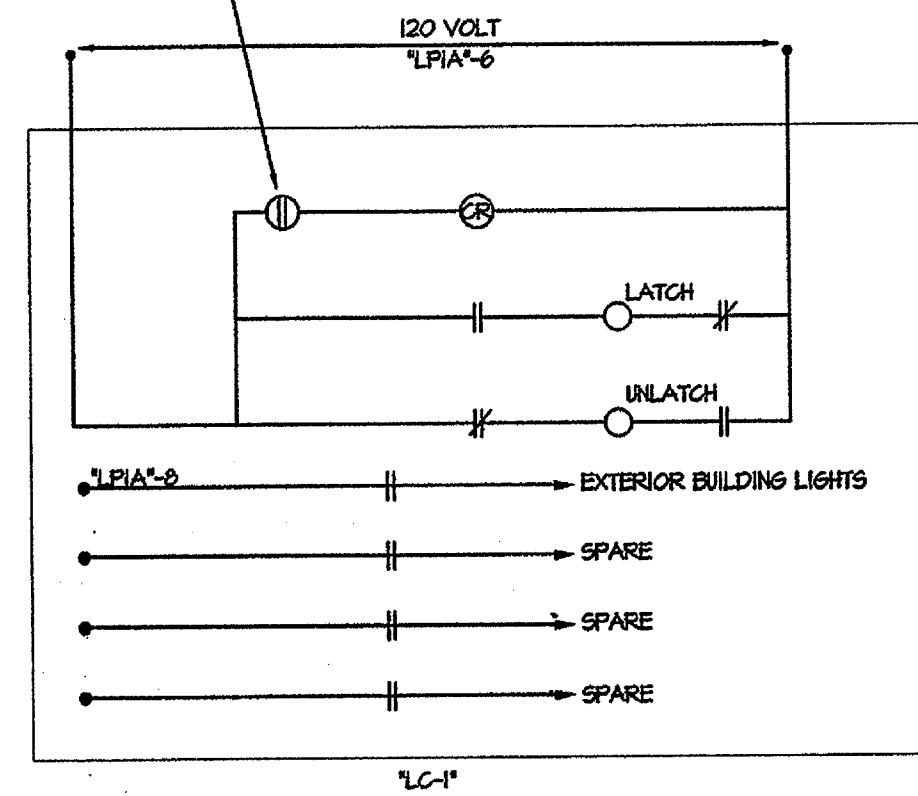 120 VOLT
"LP1A"-6
CR
LATCH
UNLATCH
"LP1A"-8
EXTERIOR BUILDING LIGHTS
SPARE
SPARE
SPARE
"LC-1"